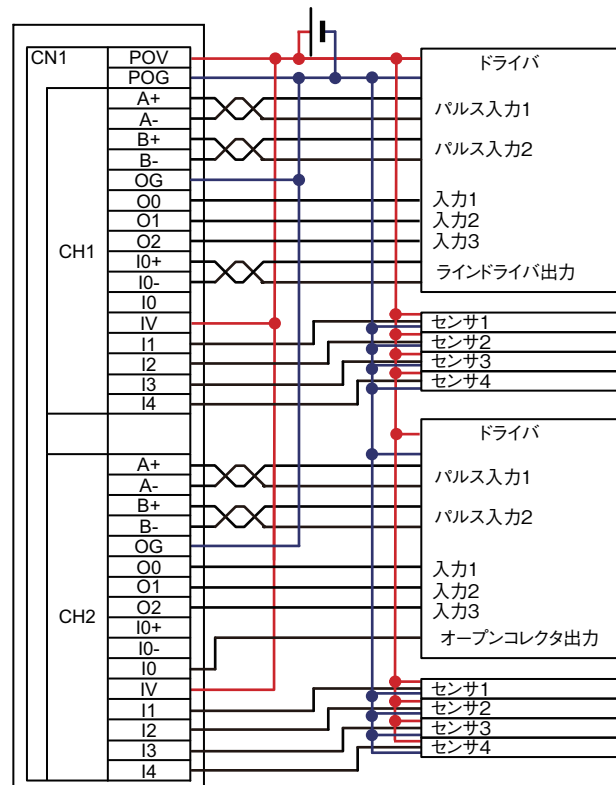 CN1
POV
POG
CH1
A+
A-
B+
B-
OG
O0
O1
O2
I0+
I0-
I0
IV
I1
I2
I3
I4
ドライバ
パルス入力1
パルス入力2
入力1
入力2
入力3
ラインドライバ出力
センサ1
センサ2
センサ3
センサ4
CH2
A+
A-
B+
B-
OG
O0
O1
O2
I0+
I0-
I0
IV
I1
I2
I3
I4
ドライバ
パルス入力1
パルス入力2
入力1
入力2
入力3
オープンコレクタ出力
センサ1
センサ2
センサ3
センサ4